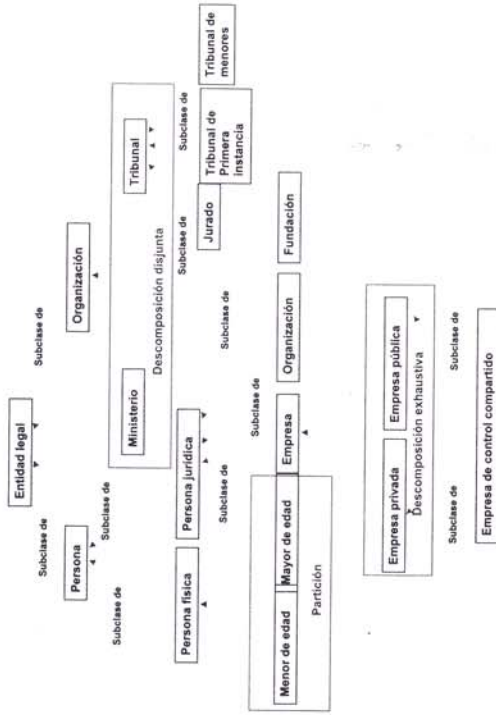 Entidad legal
Subclase de
Subclase de
Persona
Organización
Subclase de
Subclase de
Ministerio
Tribunal
Descomposición disjunta
Persona física
Persona jurídica
Subclase de
Subclase de
Jurado
Tribunal de
Primera
instancia
Tribunal de
menores
Subclase de
Subclase de
Subclase de
Subclase de
Menor de edad
Mayor de edad
Empresa
Organización
Fundación
Partición
Empresa privada
Empresa pública
Descomposición exhaustiva
Subclase de
Subclase de
Empresa de control compartido